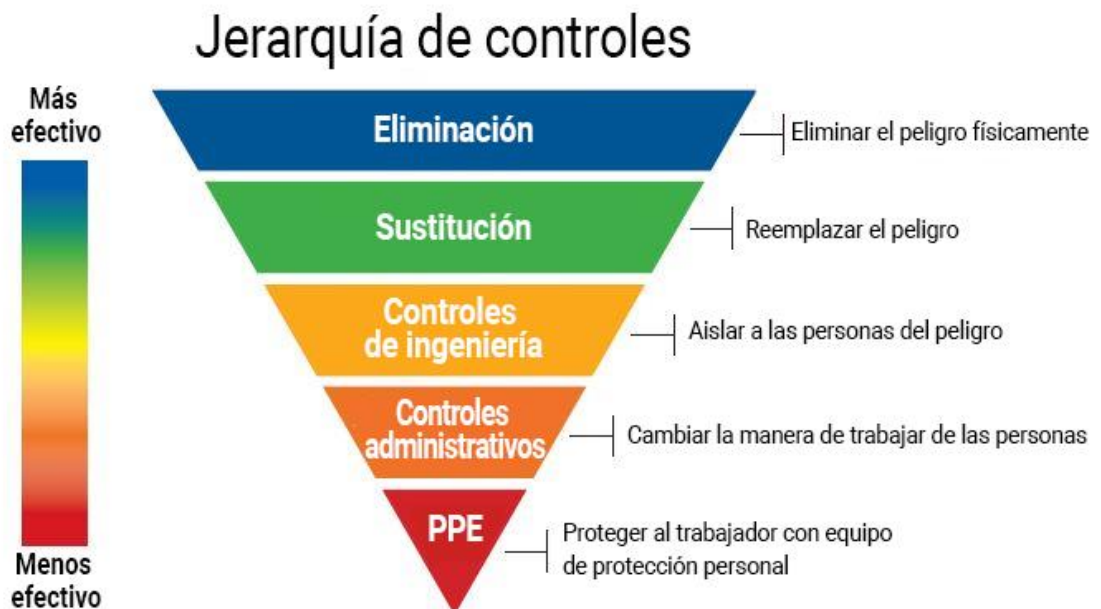 Jerarquía de controles
Más
efectivo
Eliminación
Eliminar el peligro físicamente
Sustitución
Reemplazar el peligro
Controles
de ingeniería
Aislar a las personas del peligro
Controles
administrativos
Cambiar la manera de trabajar de las personas
PPE
Proteger al trabajador con equipo
de protección personal
Menos
efectivo